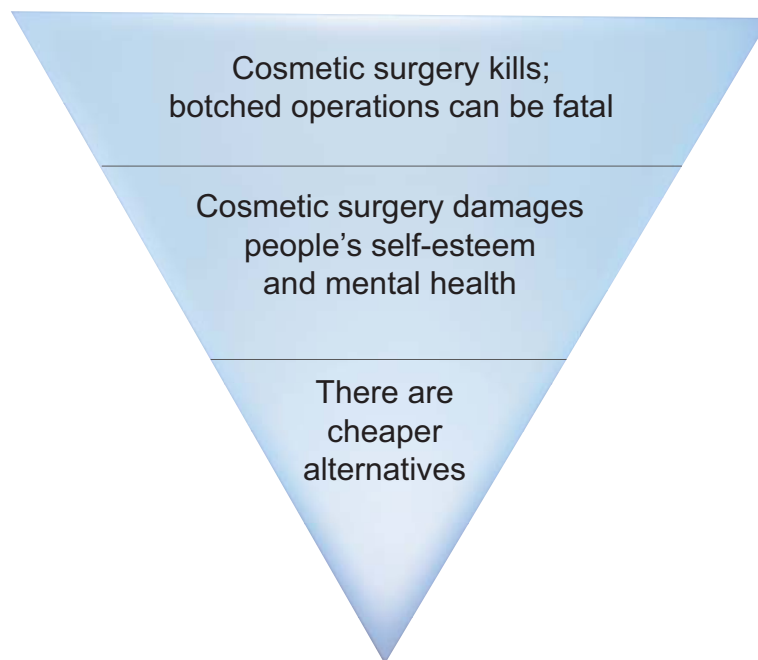 Cosmetic surgery kills;
botched operations can be fatal
Cosmetic surgery damages
people’s self-esteem
and mental health
There are
cheaper
alternatives